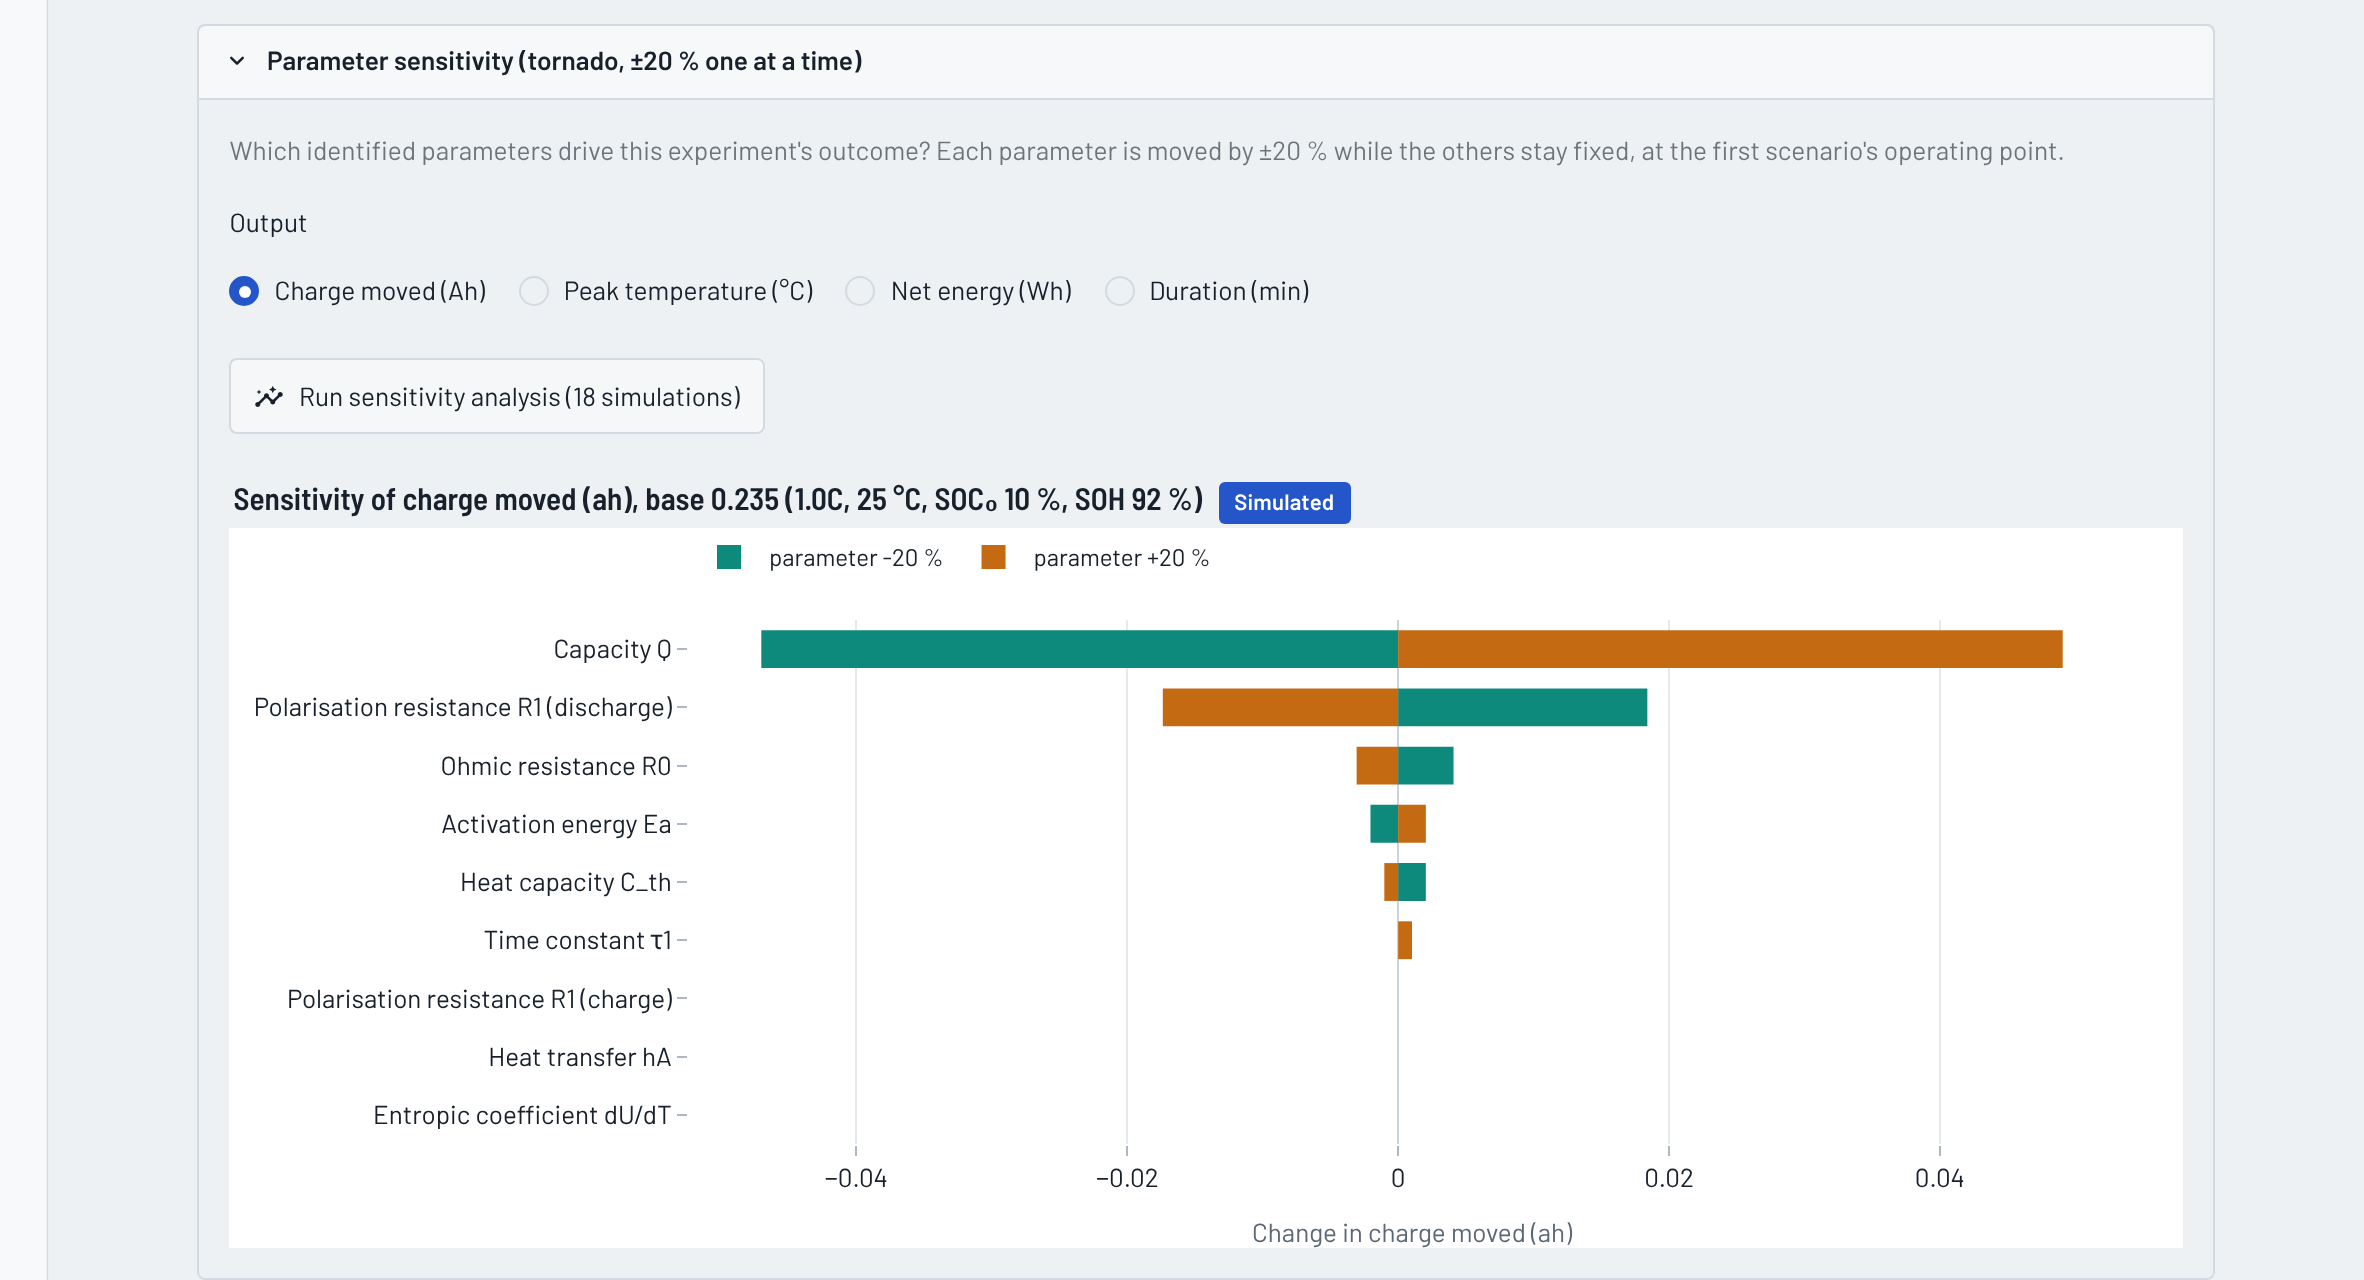 Parameter sensitivity (tornado, ±20 % one at a time)
Which identified parameters drive this experiment's outcome? Each parameter is moved by ±20 % while the others stay fixed, at the first scenario's operating point.
Output
Charge moved (Ah) Peak temperature (°C) Net energy (Wh) Duration (min)
Run sensitivity analysis (18 simulations)
Sensitivity of charge moved (ah), base 0.235 (1.0C, 25 °C, SOC₀ 10 %, SOH 92 %) Simulated
parameter -20 % parameter +20 %
Capacity Q
Polarisation resistance R1 (discharge)
Ohmic resistance R0
Activation energy Ea
Heat capacity C_th
Time constant τ1
Polarisation resistance R1 (charge)
Heat transfer hA
Entropic coefficient dU/dT
−0.04 −0.02 0 0.02 0.04
Change in charge moved (ah)